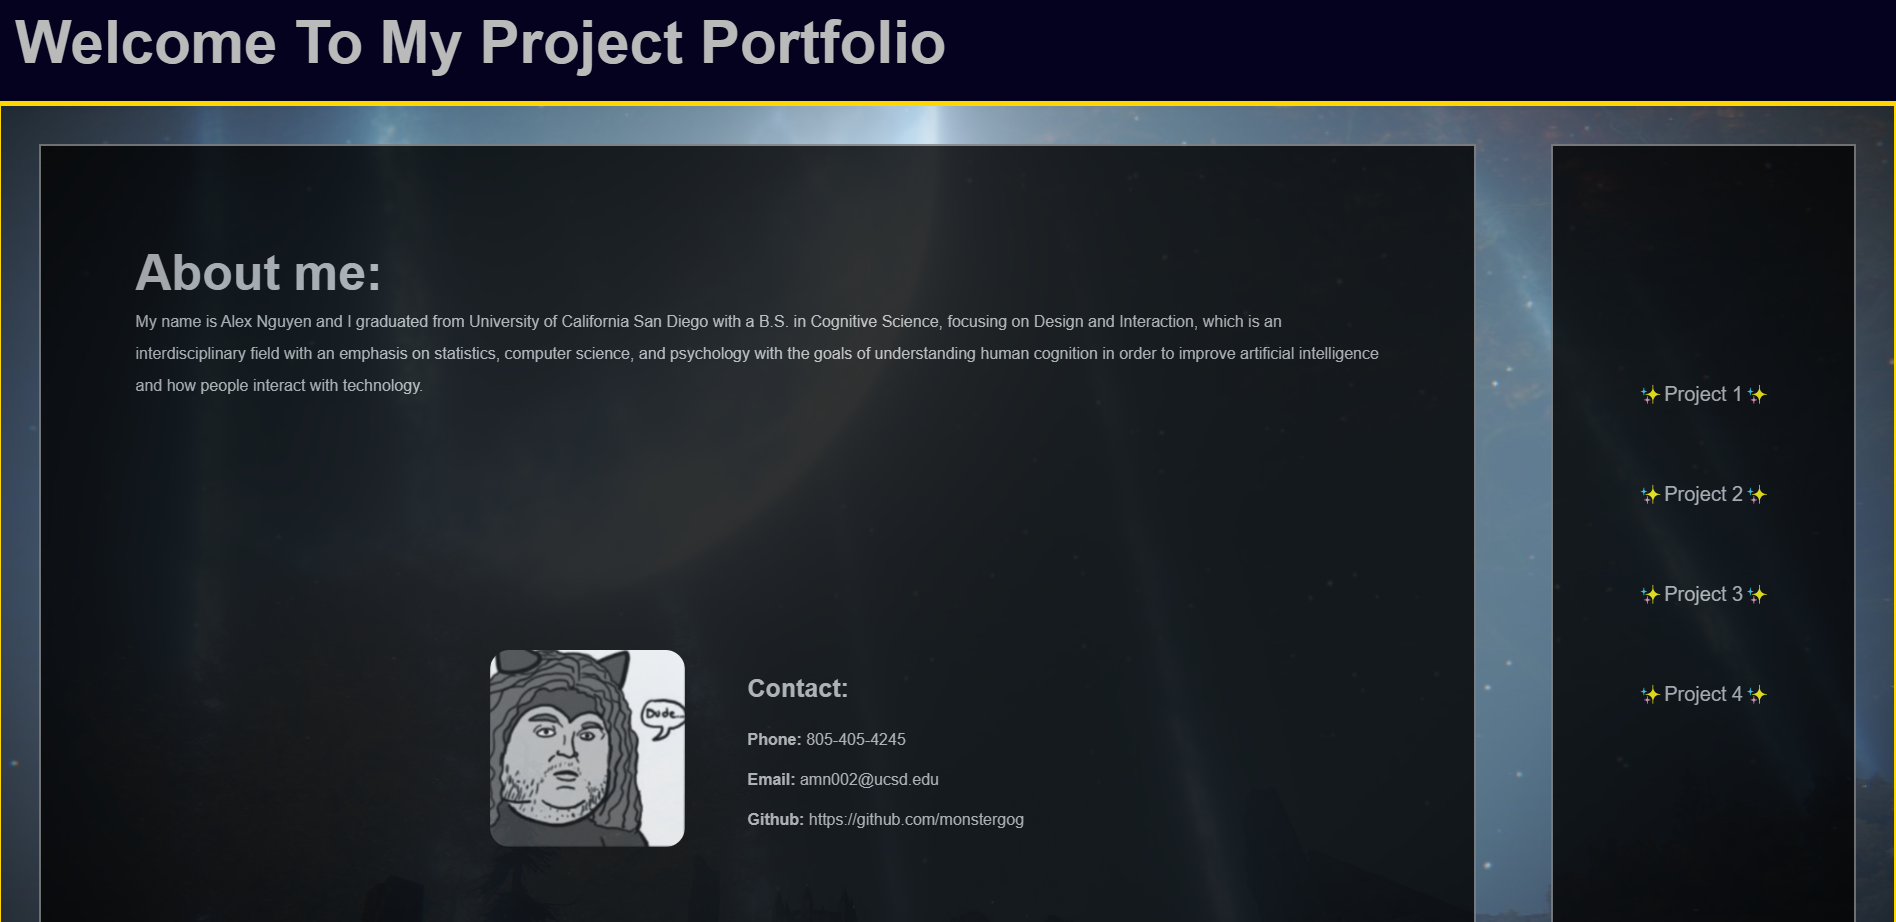 Welcome To My Project Portfolio
About me:
My name is Alex Nguyen and I graduated from University of California San Diego with a B.S. in Cognitive Science, focusing on Design and Interaction, which is an
interdisciplinary field with an emphasis on statistics, computer science, and psychology with the goals of understanding human cognition in order to improve artificial intelligence
and how people interact with technology.
Dude...
Contact:
Phone: 805-405-4245
Email: amn002@ucsd.edu
Github: https://github.com/monstergog
✨Project 1✨
✨Project 2✨
✨Project 3✨
✨Project 4✨